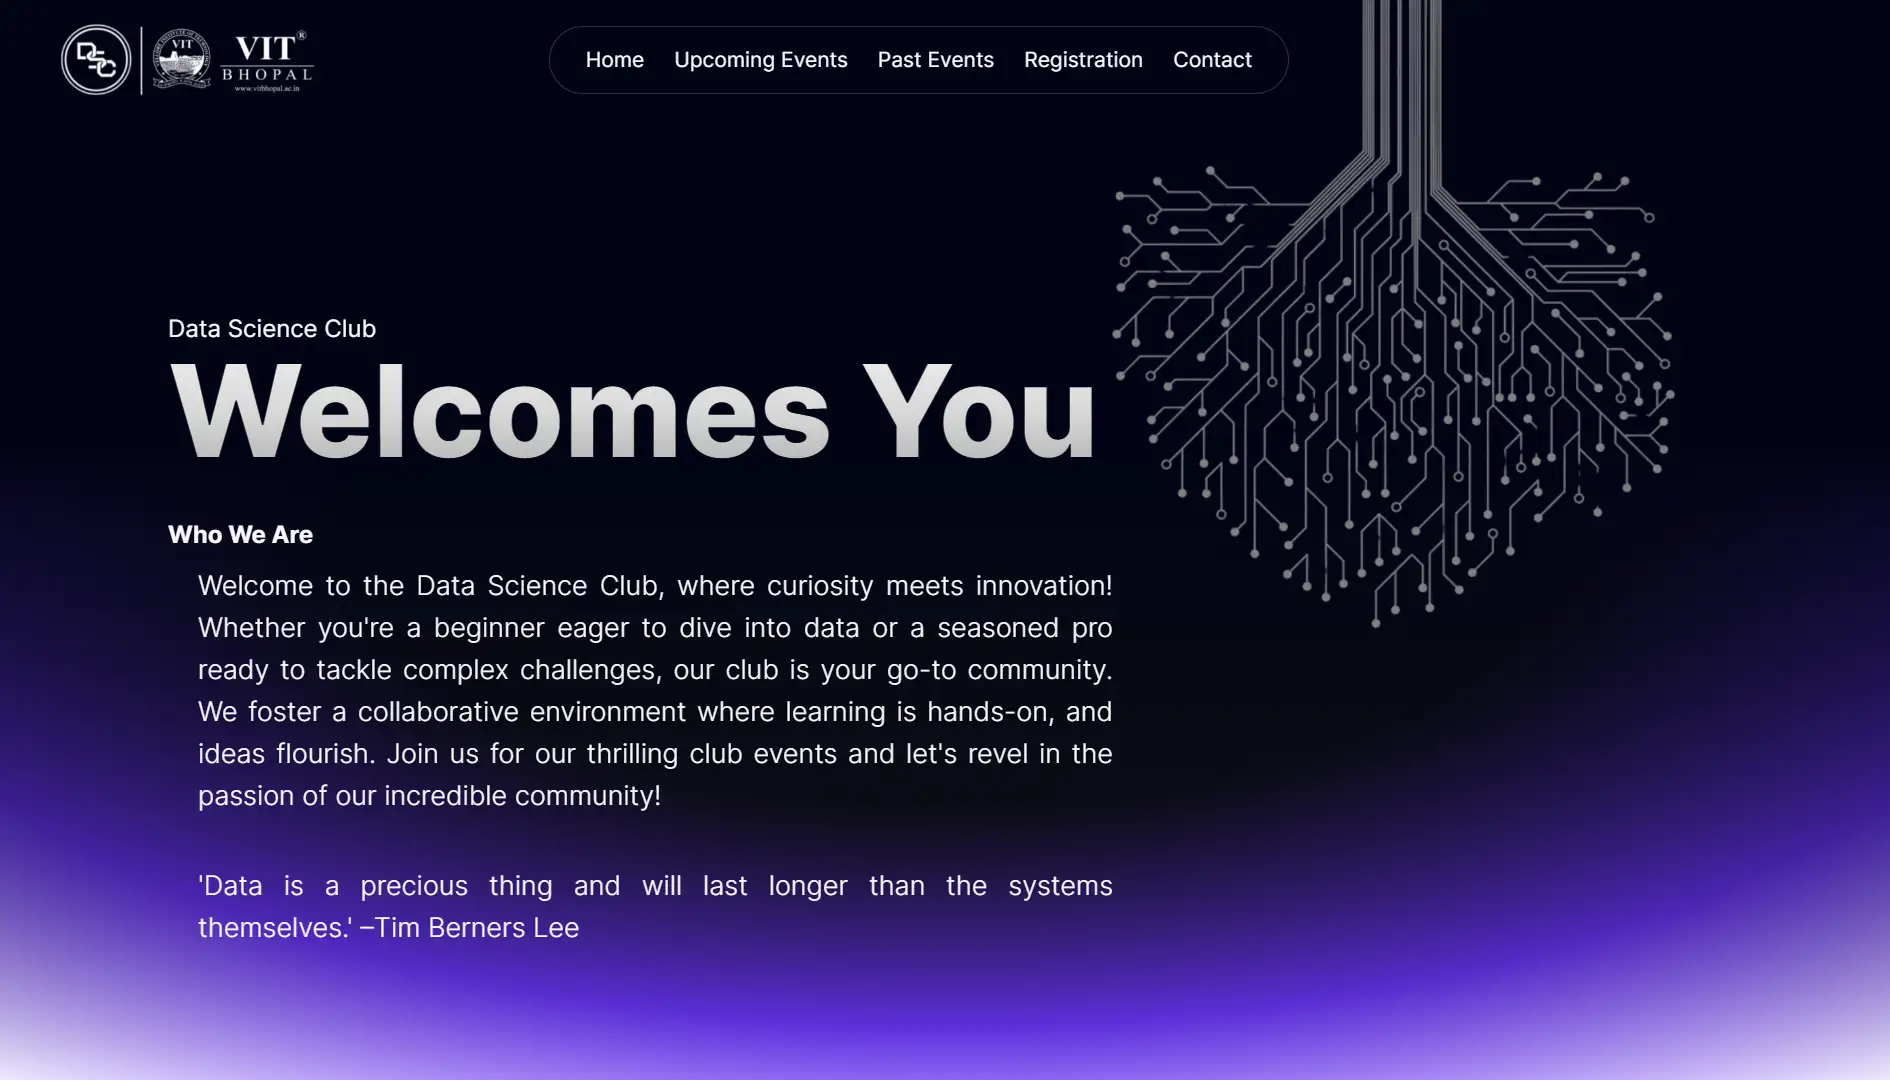 DSC
VIT
VIT®
BHOPAL
www.vitbhopal.ac.in
Home
Upcoming Events
Past Events
Registration
Contact
Data Science Club
Welcomes You
Who We Are
Welcome to the Data Science Club, where curiosity meets innovation!
Whether you're a beginner eager to dive into data or a seasoned pro
ready to tackle complex challenges, our club is your go-to community.
We foster a collaborative environment where learning is hands-on, and
ideas flourish. Join us for our thrilling club events and let's revel in the
passion of our incredible community!
'Data is a precious thing and will last longer than the systems
themselves.' –Tim Berners Lee